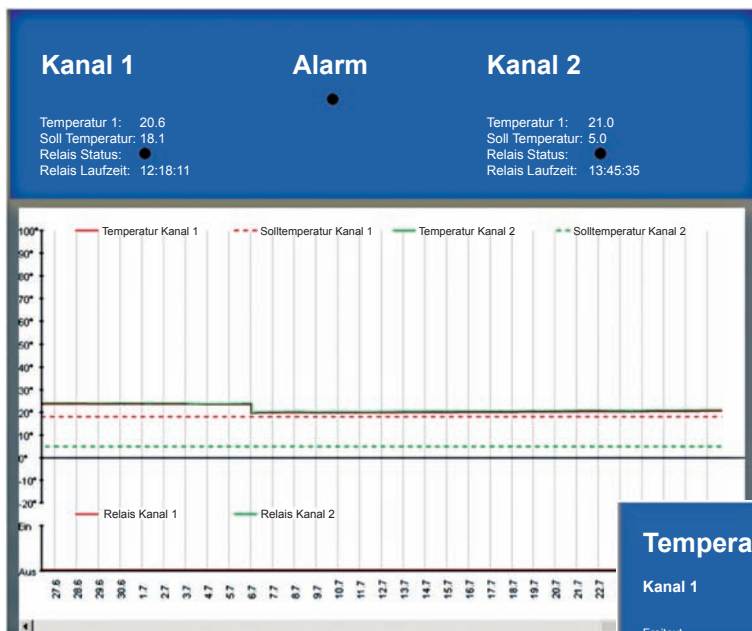 Kanal 1
Alarm
Kanal 2
Temperatur 1: 20.6
Soll Temperatur: 18.1
Relais Status:
Relais Laufzeit: 12:18:11
Temperatur 1: 21.0
Soll Temperatur: 5.0
Relais Status:
Relais Laufzeit: 13:45:35
Temperatur Kanal 1
Solltemperatur Kanal 1
Temperatur Kanal 2
Solltemperatur Kanal 2
100°
90°
80°
70°
60°
50°
40°
30°
20°
10°
0°
-10°
-20°
Relais Kanal 1
Relais Kanal 2
Ein
Aus
27.6 28.6 29.6 30.6 1.7 2.7 3.7 4.7 5.7 6.7 7.7 8.7 9.7 10.7 11.7 12.7 13.7 14.7 15.7 16.7 17.7 18.7 19.7 20.7 21.7 22.7
Tempera
Kanal 1